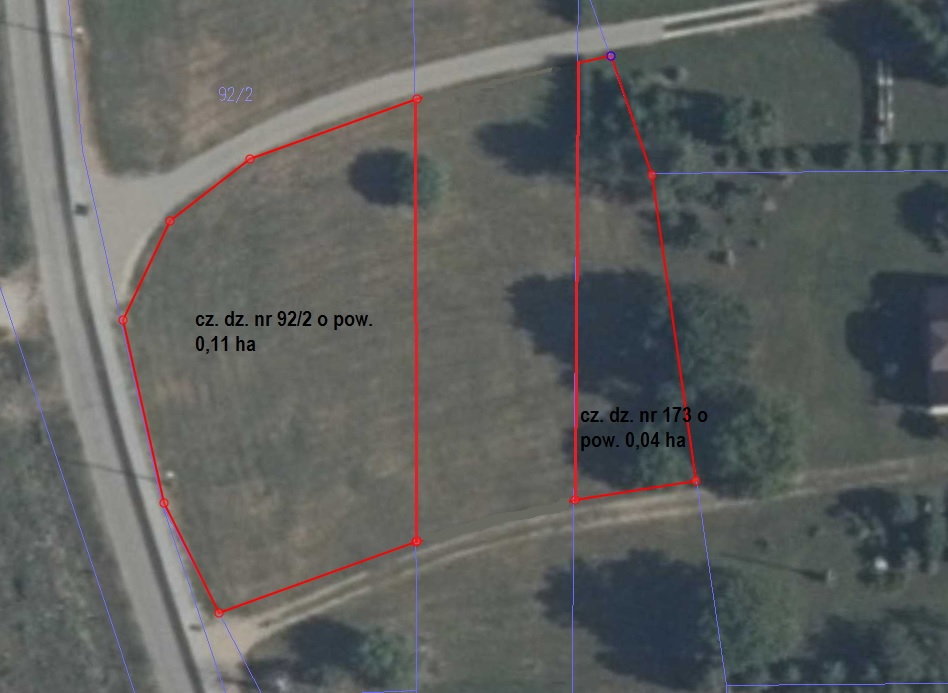 92/2
cz. dz. nr 92/2 o pow.
0,11 ha
cz. dz. nr 173 o
pow. 0,04 ha